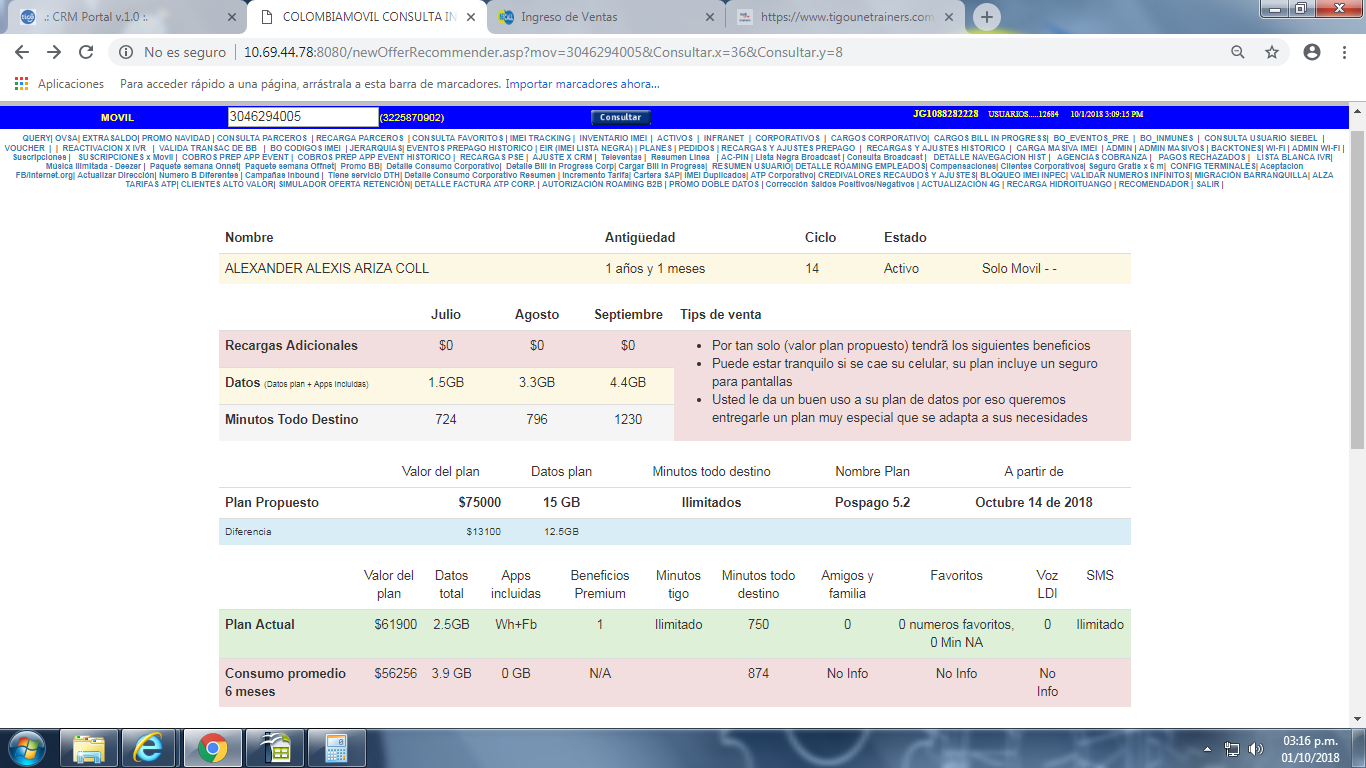 .: CRM Portal v.1.0 :.
COLOMBIAMOVIL CONSULTA IN
Ingreso de Ventas
https://www.tigounetrainers.com
No es seguro | 10.69.44.78:8080/newOfferRecommender.asp?mov=3046294005&Consultar.x=36&Consultar.y=8
Aplicaciones Para acceder rápido a una página, arrástrala a esta barra de marcadores. Importar marcadores ahora...
MOVIL 3046294005 (3225870902) Consultar JG1088282228 USUARIOS.....12684 10/1/2018 3:09:15 PM
QUERY| OVSA| EXTRASALDO| PROMO NAVIDAD | CONSULTA PARCEROS | RECARGA PARCEROS | CONSULTA FAVORITOS | IMEI TRACKING | INVENTARIO IMEI | ACTIVOS | INFRANET | CORPORATIVOS | CARGOS CORPORATIVO| CARGOS BILL IN PROGRESS| BO_EVENTOS_PRE | BO_INMUNES | CONSULTA USUARIO SIEBEL |
VOUCHER | | REACTIVACION X IVR | VALIDA TRANSAC DE BB | BO CODIGOS IMEI | JERARQUIAS| EVENTOS PREPAGO HISTORICO | EIR (IMEI LISTA NEGRA) | PLANES | PEDIDOS | RECARGAS Y AJUSTES PREPAGO | RECARGAS Y AJUSTES HISTORICO | CARGA MASIVA IMEI | ADMIN | ADMIN MASIVOS | BACKTONES| WI-FI | ADMIN WI-FI |
Suscripciones | SUSCRIPCIONES x Movil | COBROS PREP APP EVENT | COBROS PREP APP EVENT HISTORICO | RECARGAS PSE | AJUSTE X CRM | Televentas | Resumen Linea | AC-PIN | Lista Negra Broadcast | Consulta Broadcast | DETALLE NAVEGACION HIST | AGENCIAS COBRANZA | PAGOS RECHAZADOS | LISTA BLANCA IVR|
Música Ilimitada - Deezer | Paquete semana Onnet| Paquete semana Offnet| Promo BB| Detalle Consumo Corporativo| Detalle Bill In Progress Corp| Cargar Bill In Progress Corp| RESUMEN USUARIO| DETALLE ROAMING EMPLEADOS| Compensaciones| Clientes Corporativos| Seguro Gratis x 6 m| CONFIG TERMINALES| Aceptacion
FB/Internet.org| Actualizar Dirección| Numero B Diferentes | Campañas Inbound | Tiene servicio DTH| Detalle Consumo Corporativo Resumen | Incremento Tarifa| Cartera SAP| IMEI Duplicados| ATP Corporativo| CREDIVALORES RECAUDOS Y AJUSTES| BLOQUEO IMEI INPEC| VALIDAR NUMEROS INFINITOS| MIGRACIÓN BARRANQUILLA| ALZA
TARIFAS ATP| CLIENTES ALTO VALOR| SIMULADOR OFERTA RETENCIÓN| DETALLE FACTURA ATP CORP. | AUTORIZACIÓN ROAMING B2B | PROMO DOBLE DATOS | Corrección Saldos Positivos/Negativos | ACTUALIZACIÓN 4G | RECARGA HIDROITUANGO | RECOMENDADOR | SALIR |
Nombre Antigüedad Ciclo Estado
ALEXANDER ALEXIS ARIZA COLL 1 años y 1 meses 14 Activo Solo Movil - -
Julio Agosto Septiembre Tips de venta
Recargas Adicionales $0 $0 $0
Datos (Datos plan + Apps Incluidas) 1.5GB 3.3GB 4.4GB
Minutos Todo Destino 724 796 1230
• Por tan solo (valor plan propuesto) tendrã los siguientes beneficios
• Puede estar tranquilo si se cae su celular, su plan incluye un seguro
para pantallas
• Usted le da un buen uso a su plan de datos por eso queremos
entregarle un plan muy especial que se adapta a sus necesidades
Valor del plan Datos plan Minutos todo destino Nombre Plan A partir de
Plan Propuesto $75000 15 GB Ilimitados Pospago 5.2 Octubre 14 de 2018
Diferencia $13100 12.5GB
Valor del plan Datos total Apps incluidas Beneficios Premium Minutos tigo Minutos todo destino Amigos y familia Favoritos Voz LDI SMS
Plan Actual $61900 2.5GB Wh+Fb 1 Ilimitado 750 0 0 numeros favoritos, 0 Min NA 0 Ilimitado
Consumo promedio 6 meses $56256 3.9 GB 0 GB N/A 874 No Info No Info No Info
03:16 p.m.
01/10/2018